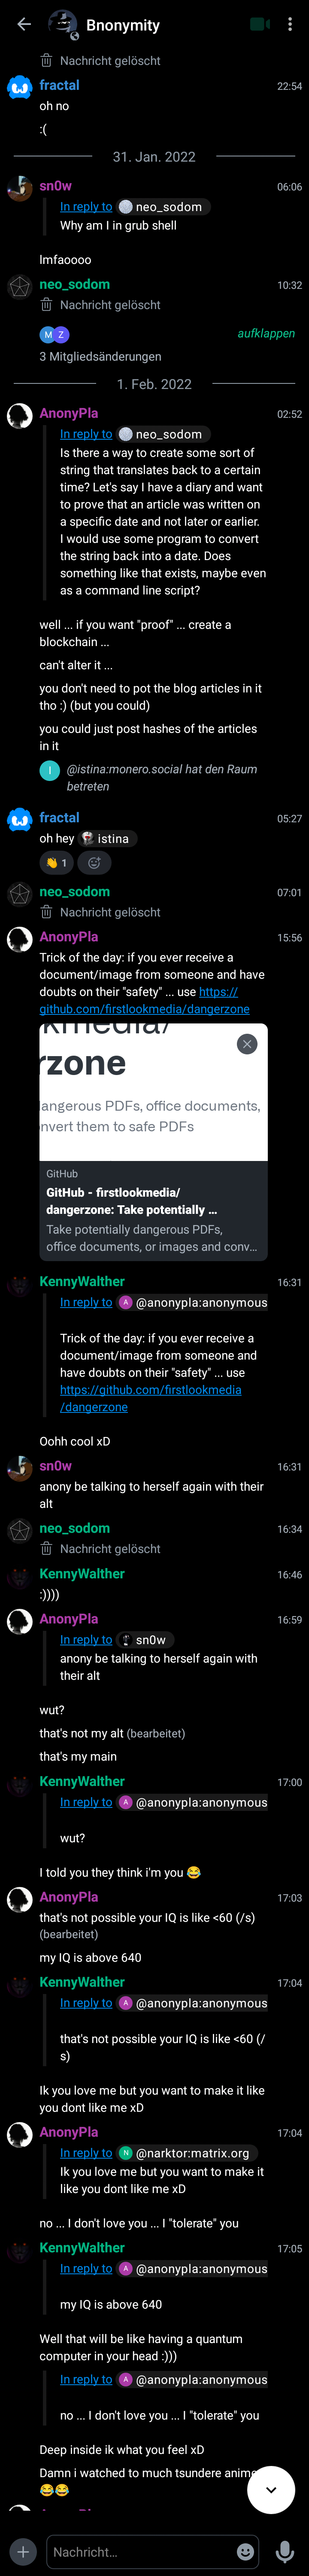 Bnonymity
Nachricht gelöscht
fractal 22:54
oh no
:(
31. Jan. 2022
sn0w 06:06
In reply to neo_sodom
Why am I in grub shell
lmfaoooo
neo_sodom 10:32
Nachricht gelöscht
M Z aufklappen
3 Mitgliedsänderungen
1. Feb. 2022
AnonyPla 02:52
In reply to neo_sodom
Is there a way to create some sort of
string that translates back to a certain
time? Let's say I have a diary and want
to prove that an article was written on
a specific date and not later or earlier.
I would use some program to convert
the string back into a date. Does
something like that exists, maybe even
as a command line script?
well ... if you want "proof" ... create a
blockchain ...
can't alter it ...
you don't need to pot the blog articles in it
tho :) (but you could)
you could just post hashes of the articles
in it
I @istina:monero.social hat den Raum
betreten
fractal 05:27
oh hey istina
👋 1
neo_sodom 07:01
Nachricht gelöscht
AnonyPla 15:56
Trick of the day: if you ever receive a
document/image from someone and have
doubts on their "safety" ... use https://
github.com/firstlookmedia/dangerzone
kmedia/
rzone
angerous PDFs, office documents,
nvert them to safe PDFs
GitHub
GitHub - firstlookmedia/
dangerzone: Take potentially ...
Take potentially dangerous PDFs,
office documents, or images and conv...
KennyWalther 16:31
In reply to A @anonypla:anonymous
Trick of the day: if you ever receive a
document/image from someone and
have doubts on their "safety" ... use
https://github.com/firstlookmedia
/dangerzone
Oohh cool xD
sn0w 16:31
anony be talking to herself again with their
alt
neo_sodom 16:34
Nachricht gelöscht
KennyWalther 16:46
:))))
AnonyPla 16:59
In reply to sn0w
anony be talking to herself again with
their alt
wut?
that's not my alt (bearbeitet)
that's my main
KennyWalther 17:00
In reply to A @anonypla:anonymous
wut?
I told you they think i'm you 😂
AnonyPla 17:03
that's not possible your IQ is like <60 (/s)
(bearbeitet)
my IQ is above 640
KennyWalther 17:04
In reply to A @anonypla:anonymous
that's not possible your IQ is like <60 (/
s)
Ik you love me but you want to make it like
you dont like me xD
AnonyPla 17:04
In reply to N @narktor:matrix.org
Ik you love me but you want to make it
like you dont like me xD
no ... I don't love you ... I "tolerate" you
KennyWalther 17:05
In reply to A @anonypla:anonymous
my IQ is above 640
Well that will be like having a quantum
computer in your head :)))
In reply to A @anonypla:anonymous
no ... I don't love you ... I "tolerate" you
Deep inside ik what you feel xD
Damn i watched to much tsundere anime
😂😂
Nachricht...